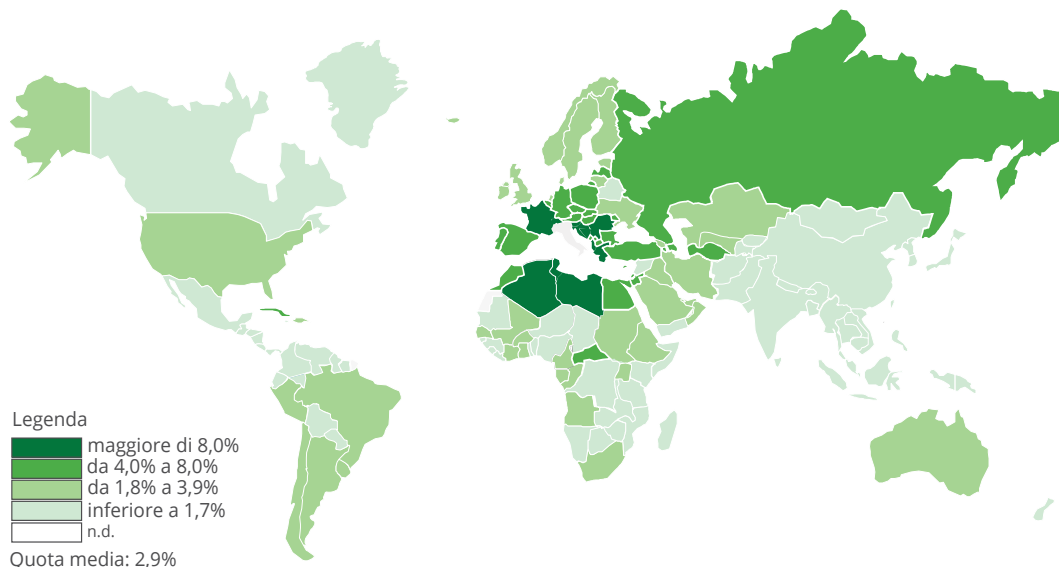 Legenda
maggiore di 8,0%
da 4,0% a 8,0%
da 1,8% a 3,9%
inferiore a 1,7%
n.d.
Quota media: 2,9%